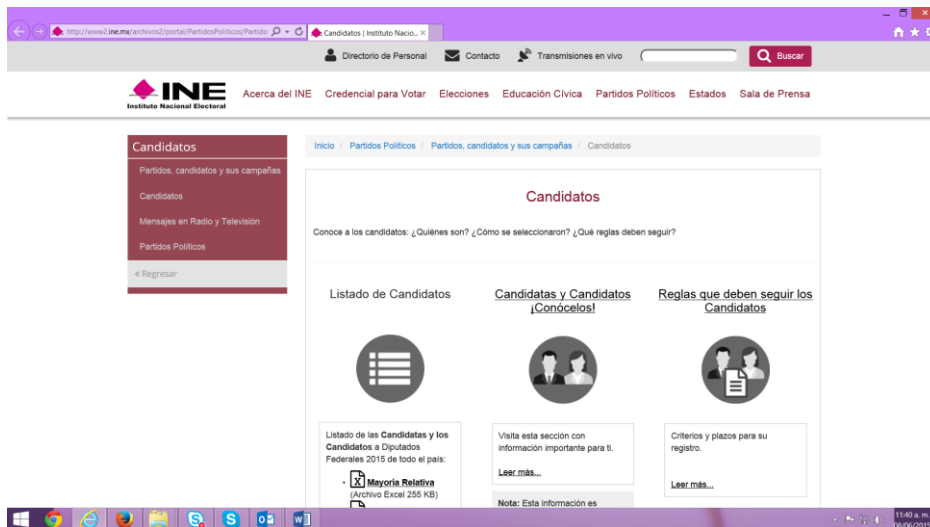 http://www2.ine.mx/archivos2/portal/PartidosPoliticos/Partido
Candidatos | Instituto Nacio...
Directorio de Personal
Contacto
Transmisiones en vivo
Buscar
INE
Instituto Nacional Electoral
Acerca del INE
Credencial para Votar
Elecciones
Educación Cívica
Partidos Políticos
Estados
Sala de Prensa
Candidatos
Partidos, candidatos y sus campañas
Candidatos
Mensajes en Radio y Televisión
Partidos Políticos
« Regresar
Inicio / Partidos Políticos / Partidos, candidatos y sus campañas / Candidatos
Candidatos
Conoce a los candidatos: ¿Quiénes son? ¿Cómo se seleccionaron? ¿Qué reglas deben seguir?
Listado de Candidatos
Listado de las Candidatas y los
Candidatos a Diputados
Federales 2015 de todo el país:
Mayoria Relativa
(Archivo Excel 255 KB)
Candidatas y Candidatos
¡Conócelos!
Visita esta sección con
información importante para ti.
Leer más...
Nota: Esta información es
Reglas que deben seguir los
Candidatos
Criterios y plazos para su
registro.
Leer más...
11:40 a. m.
08/06/2015